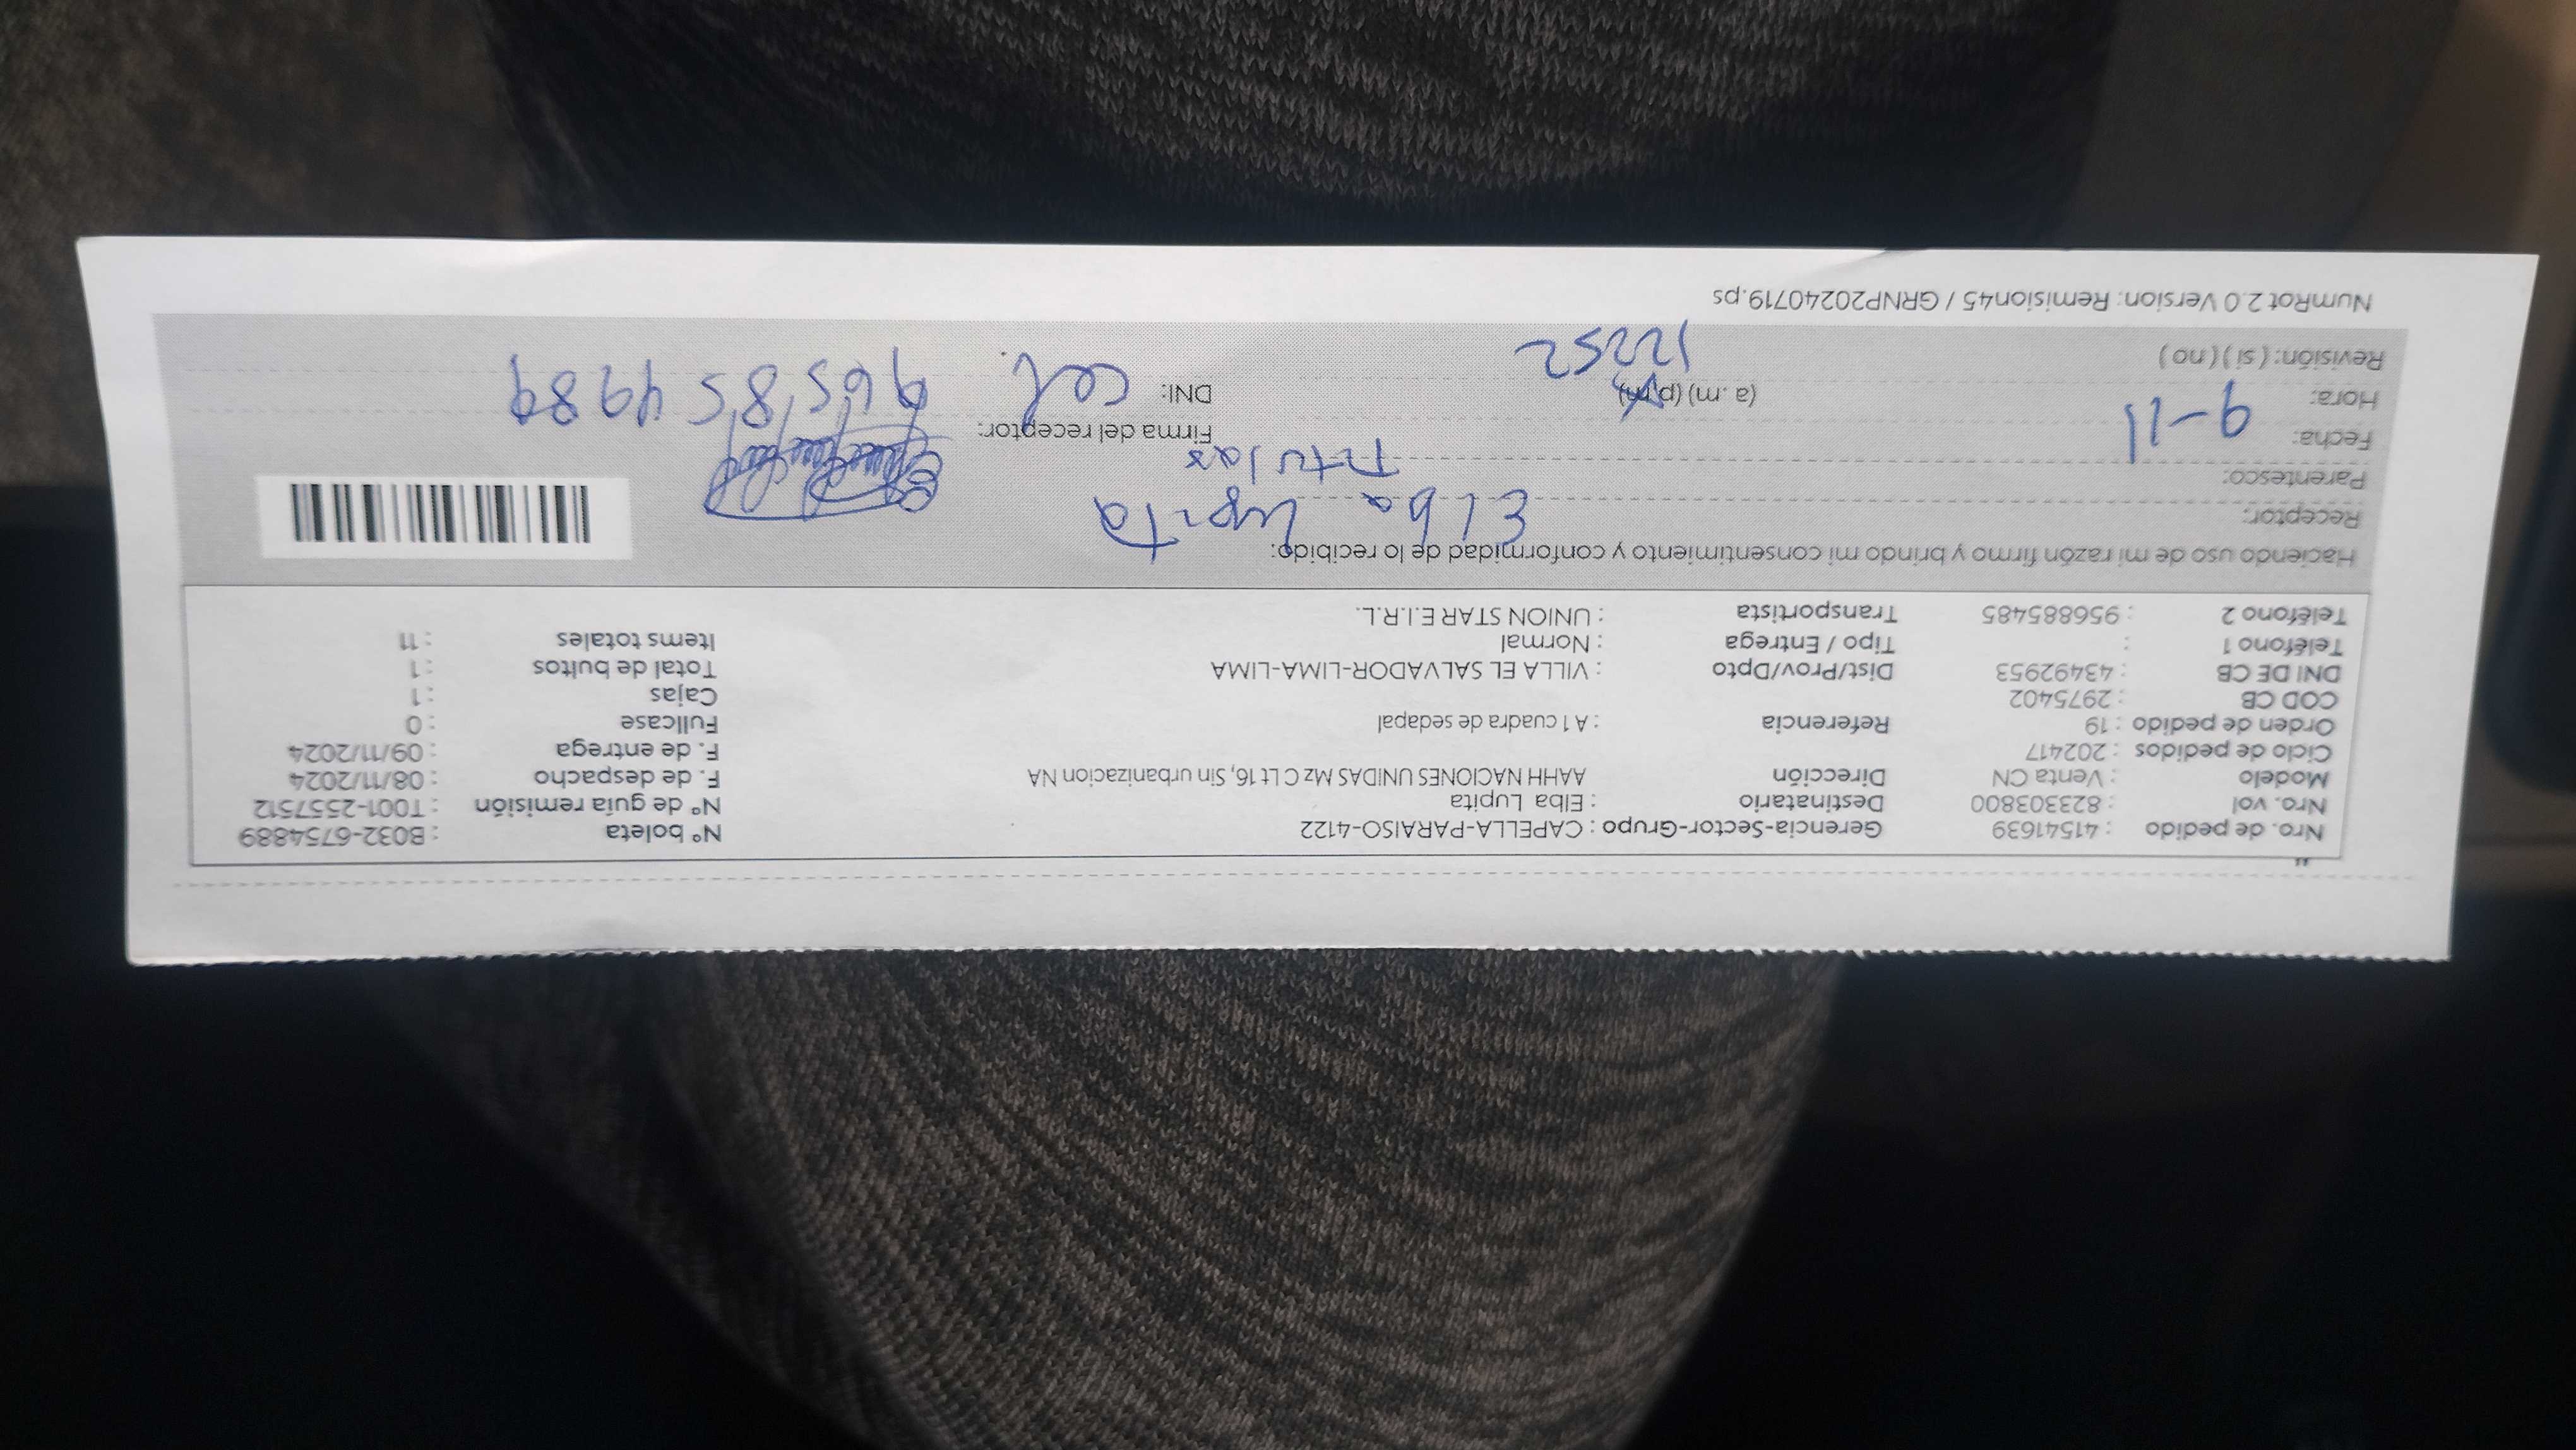 Nro. de pedido : 41541639 Gerencia-Sector-Grupo : CAPELLA-PARAISO-4122 N° boleta : B032-6754889
Nro. vol : 823303800 Destinatario : Elba Lupita N° de guía remisión : T001-2557512
Modelo : Venta CN Dirección AAHH NACIONES UNIDAS Mz C Lt 16, Sin urbanizacion NA F. de despacho : 08/11/2024
Ciclo de pedidos : 202417 F. de entrega : 09/11/2024
Orden de pedido : 19 Referencia : A 1 cuadra de sedapal Fullcase : 0
COD CB : 2975402 Cajas : 1
DNI DE CB : 43492953 Dist/Prov/Dpto : VILLA EL SALVADOR-LIMA-LIMA Total de bultos : 1
Teléfono 1 : Tipo / Entrega : Normal Items totales : 11
Teléfono 2 : 956885485 Transportista : UNION STAR E.I.R.L.
Haciendo uso de mi razón firmo y brindo mi consentimiento y conformidad de lo recibido:
Receptor: Elba Lupita
Parentesco: Titular
Fecha: 9-11 Firma del receptor:
Hora: (a.m) (p.m) DNI: cel.
Revisión: ( si ) ( no )
NumRot 2.0 Version: Remision45 / GRNP20240719.ps